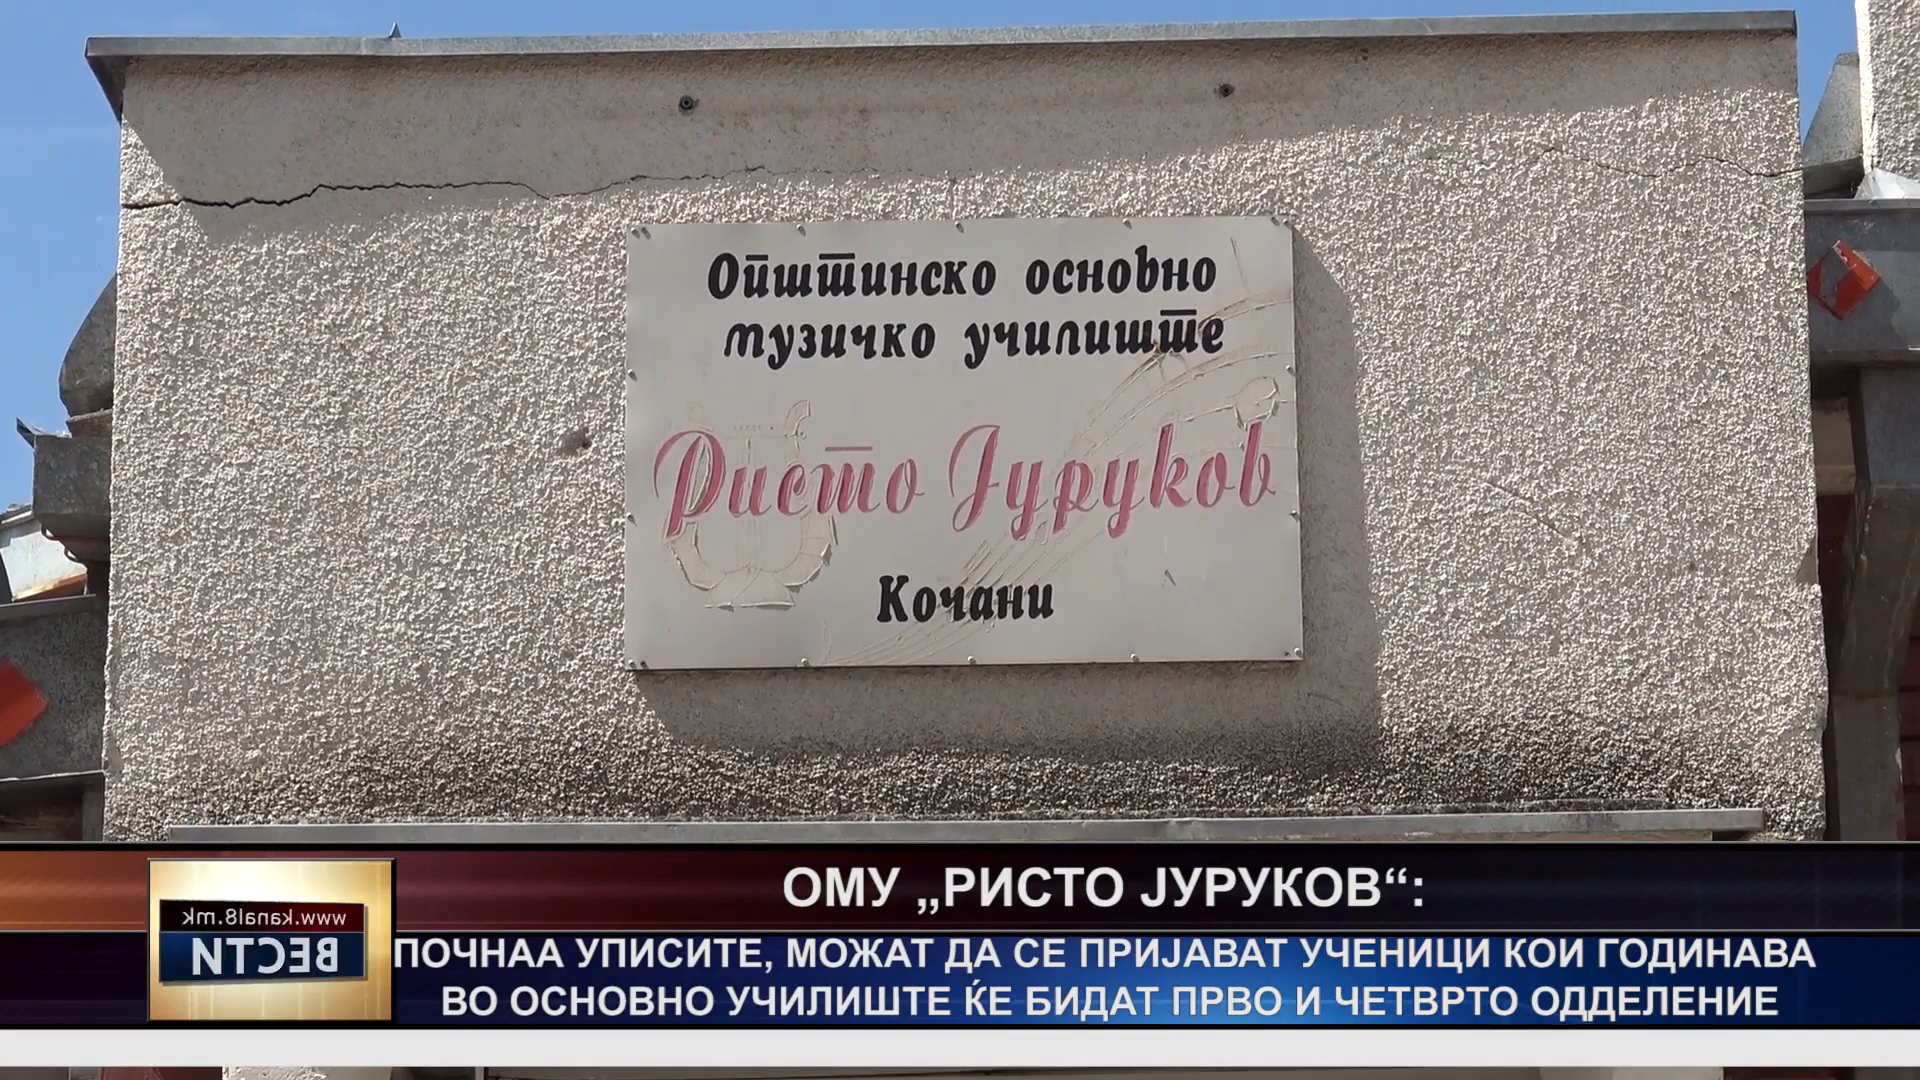 Општинско основно
музичко училиште
Ристо Јуруков
Кочани
ОМУ „РИСТО ЈУРУКОВ“:
www.kanal8.mk
ВЕСТИ
ПОЧНАА УПИСИТЕ, МОЖАТ ДА СЕ ПРИЈАВАТ УЧЕНИЦИ КОИ ГОДИНАВА
ВО ОСНОВНО УЧИЛИШТЕ ЌЕ БИДАТ ПРВО И ЧЕТВРТО ОДДЕЛЕНИЕ